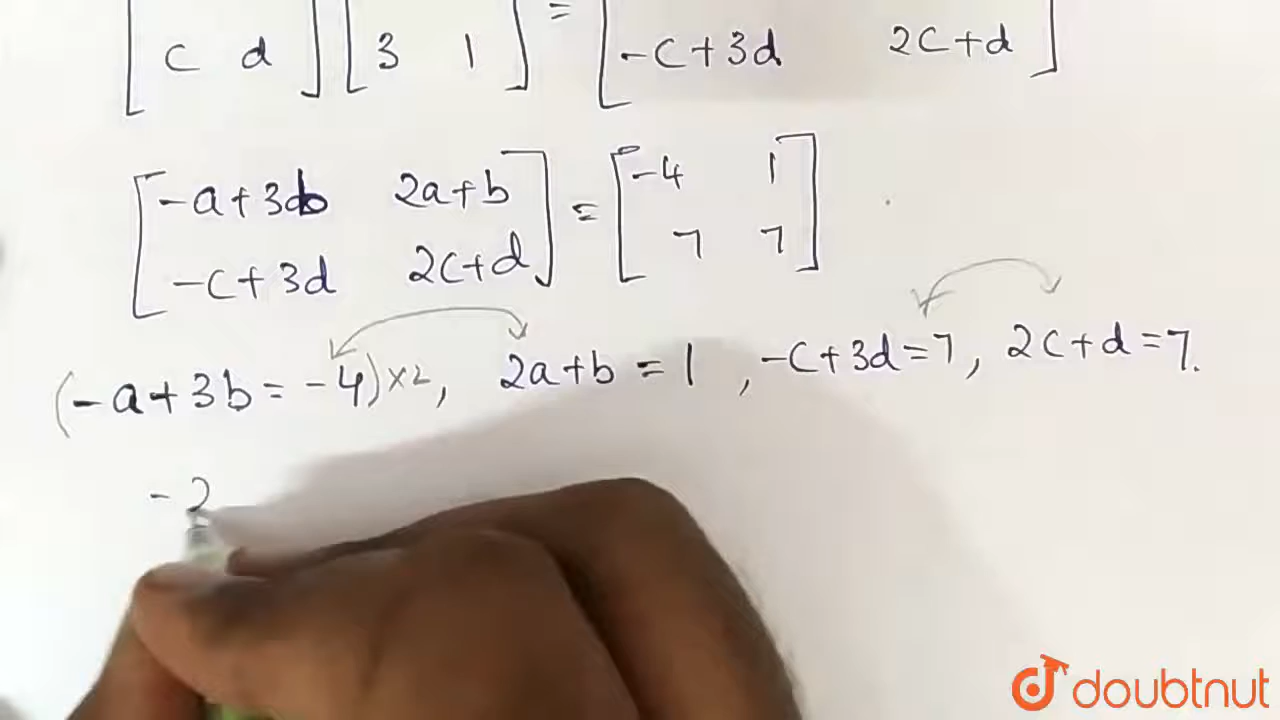 =
c d 3 1 -c+3d 2c+d
-a+3b 2a+b = -4 1
-c+3d 2c+d 7 7
(-a+3b=-4)×2, 2a+b=1, -c+3d=7, 2c+d=7.
-2
doubtnut